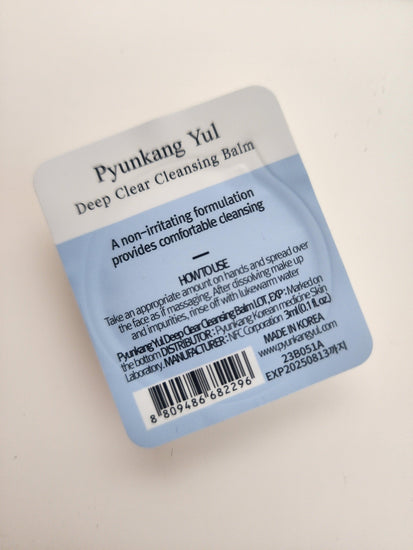 Pyunkang Yul
Deep Clear Cleansing Balm
A non-irritating formulation
provides comfortable cleansing
HOW TO USE
Take an appropriate amount on hands and spread over
the face as if massaging. After dissolving make up
and impurities, rinse off with lukewarm water
Pyunkang Yul Deep Clear Cleansing Balm LOT, EXP : Marked on
the bottom DISTRIBUTOR : Pyunkang Korean medicine Skin
Laboratory. MANUFACTURER : NFC Corporation 3ml(0.1 fl.oz)
MADE IN KOREA
www.pyunkangyul.com
23B051A
EXP20250813까지
8 809486 682296